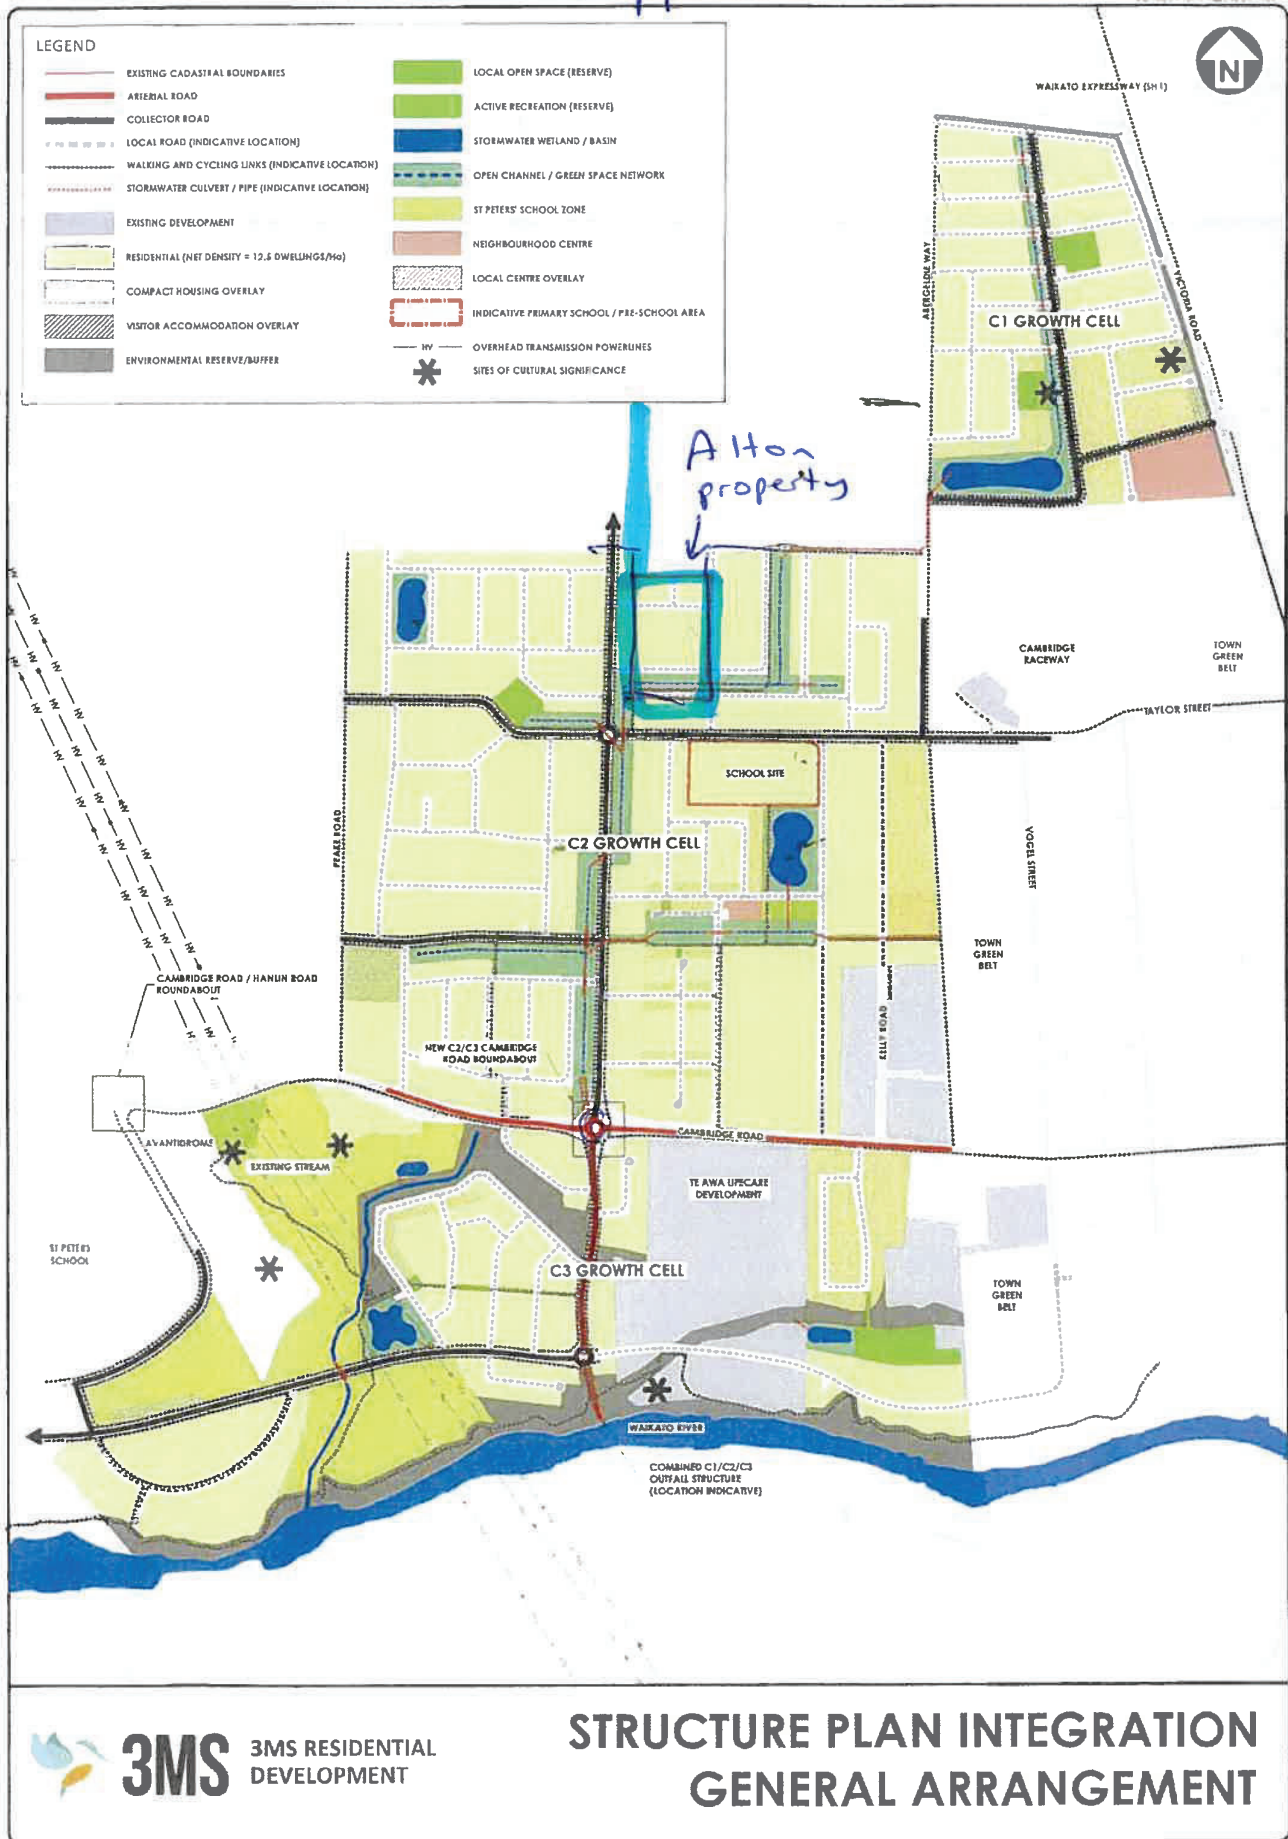 LEGEND
EXISTING CADASTRAL BOUNDARIES
ARTERIAL ROAD
COLLECTOR ROAD
LOCAL ROAD (INDICATIVE LOCATION)
WALKING AND CYCLING LINKS (INDICATIVE LOCATION)
STORMWATER CULVERT / PIPE (INDICATIVE LOCATION)
EXISTING DEVELOPMENT
RESIDENTIAL (NET DENSITY = 12.5 DWELLINGS/Ha)
COMPACT HOUSING OVERLAY
VISITOR ACCOMMODATION OVERLAY
ENVIRONMENTAL RESERVE/BUFFER
LOCAL OPEN SPACE (RESERVE)
ACTIVE RECREATION (RESERVE)
STORMWATER WETLAND / BASIN
OPEN CHANNEL / GREEN SPACE NETWORK
ST PETERS' SCHOOL ZONE
NEIGHBOURHOOD CENTRE
LOCAL CENTRE OVERLAY
INDICATIVE PRIMARY SCHOOL / PRE-SCHOOL AREA
HV
OVERHEAD TRANSMISSION POWERLINES
SITES OF CULTURAL SIGNIFICANCE
N
WAIKATO EXPRESSWAY (SH1)
ABERGELDIE WAY
VICTORIA ROAD
C1 GROWTH CELL
Alton
property
CAMBRIDGE
RACEWAY
TOWN
GREEN
BELT
TAYLOR STREET
SCHOOL SITE
PEAKE ROAD
C2 GROWTH CELL
VOGEL STREET
TOWN
GREEN
BELT
KELLY ROAD
CAMBRIDGE ROAD / HANLIN ROAD
ROUNDABOUT
NEW C2/C3 CAMBRIDGE
ROAD ROUNDABOUT
CAMBRIDGE ROAD
AVANTIDROME
EXISTING STREAM
TE AWA LIFECARE
DEVELOPMENT
ST PETERS
SCHOOL
C3 GROWTH CELL
TOWN
GREEN
BELT
WAIKATO RIVER
COMBINED C1/C2/C3
OUTFALL STRUCTURE
(LOCATION INDICATIVE)
3MS
3MS RESIDENTIAL
DEVELOPMENT
STRUCTURE PLAN INTEGRATION
GENERAL ARRANGEMENT